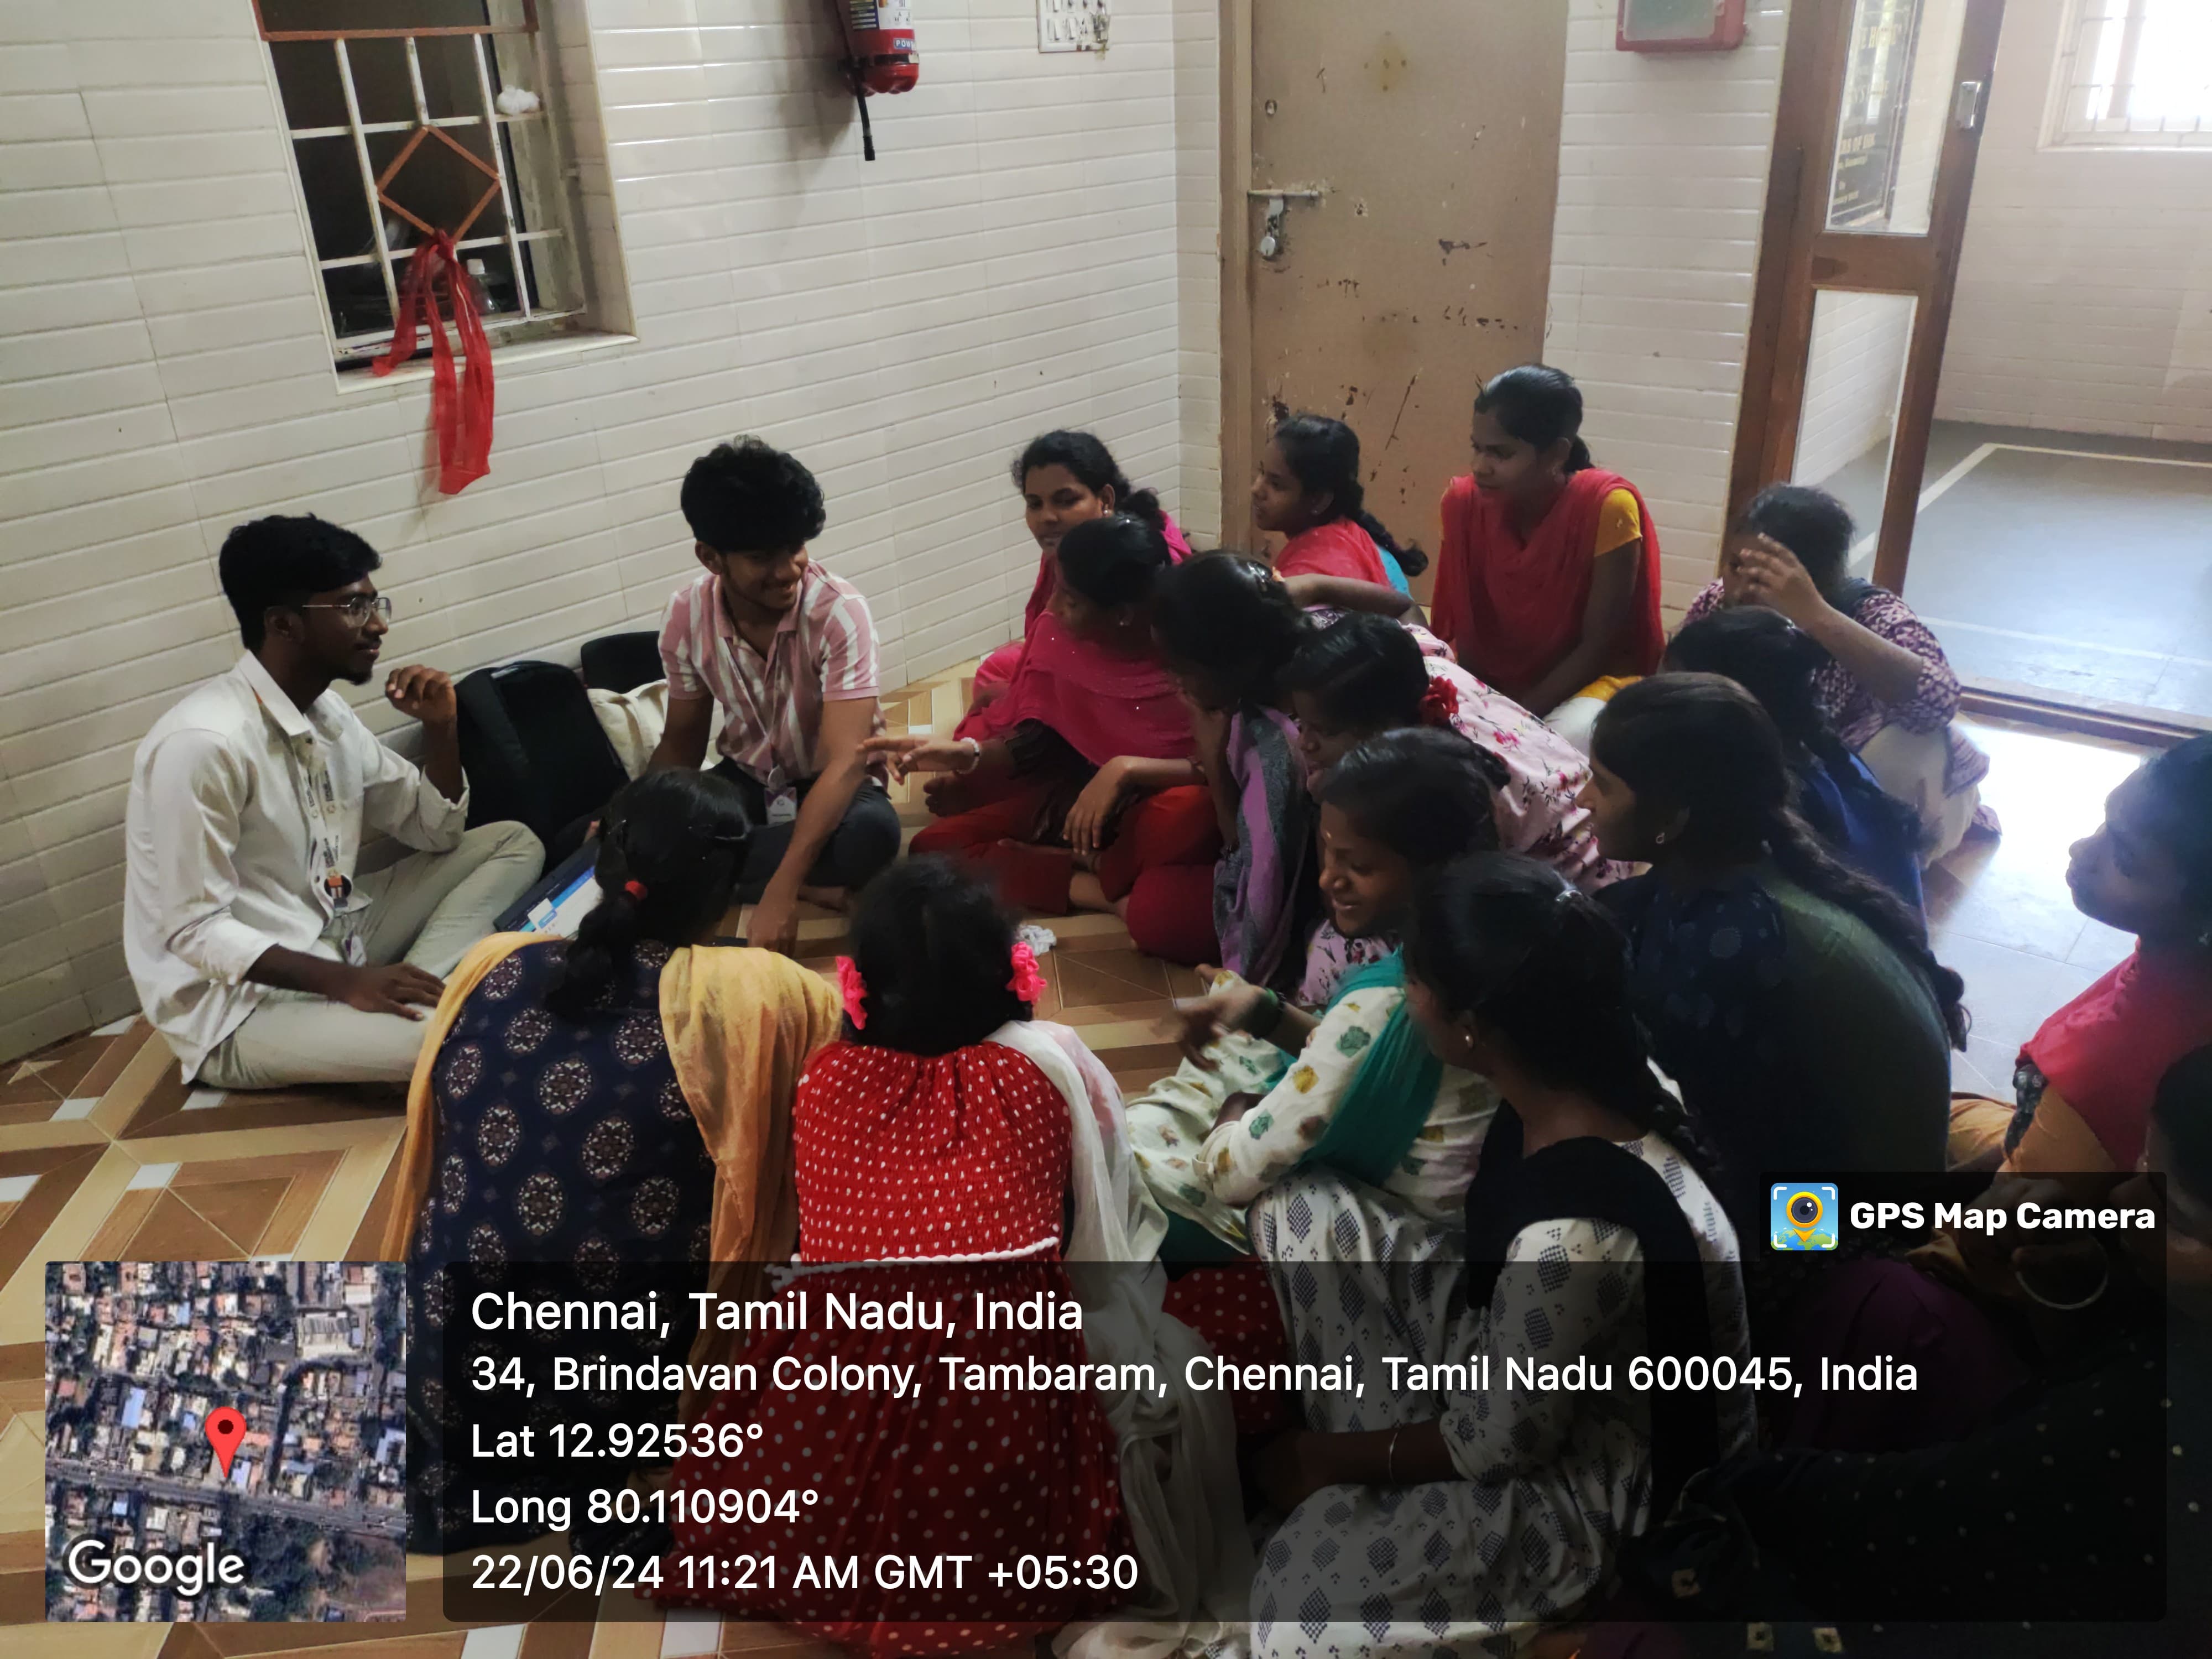 GPS Map Camera
Chennai, Tamil Nadu, India
34, Brindavan Colony, Tambaram, Chennai, Tamil Nadu 600045, India
Lat 12.92536°
Long 80.110904°
22/06/24 11:21 AM GMT +05:30
Google